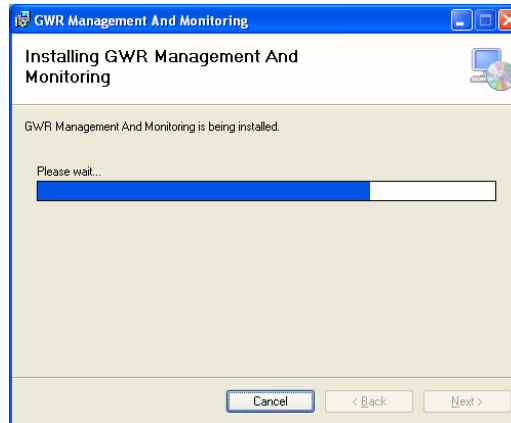 GWR Management And Monitoring
Installing GWR Management And
Monitoring
GWR Management And Monitoring is being installed.
Please wait...
Cancel
< Back
Next >